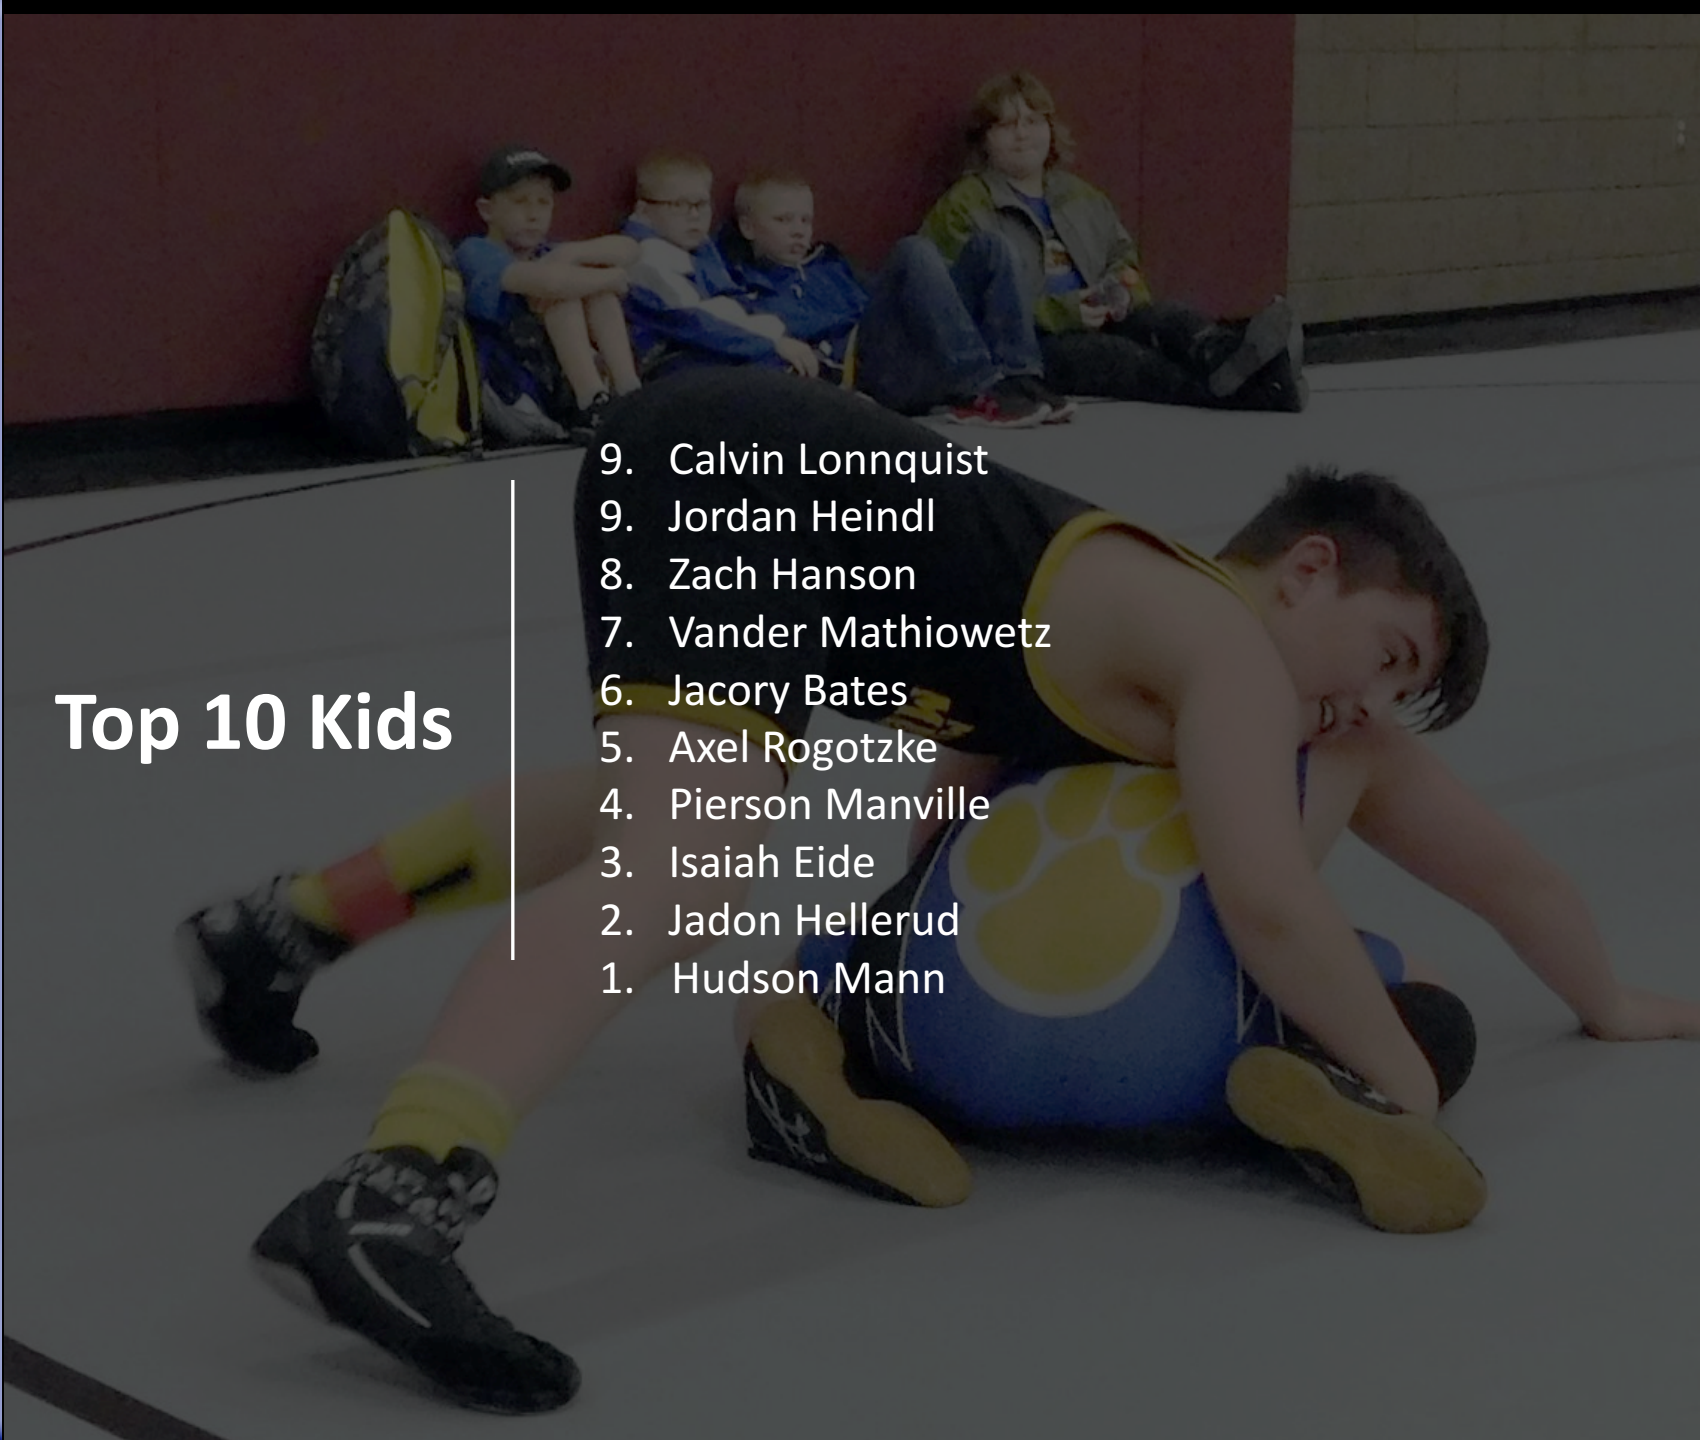 Top 10 Kids
9. Calvin Lonnquist
9. Jordan Heindl
8. Zach Hanson
7. Vander Mathiowetz
6. Jacory Bates
5. Axel Rogotzke
4. Pierson Manville
3. Isaiah Eide
2. Jadon Hellerud
1. Hudson Mann